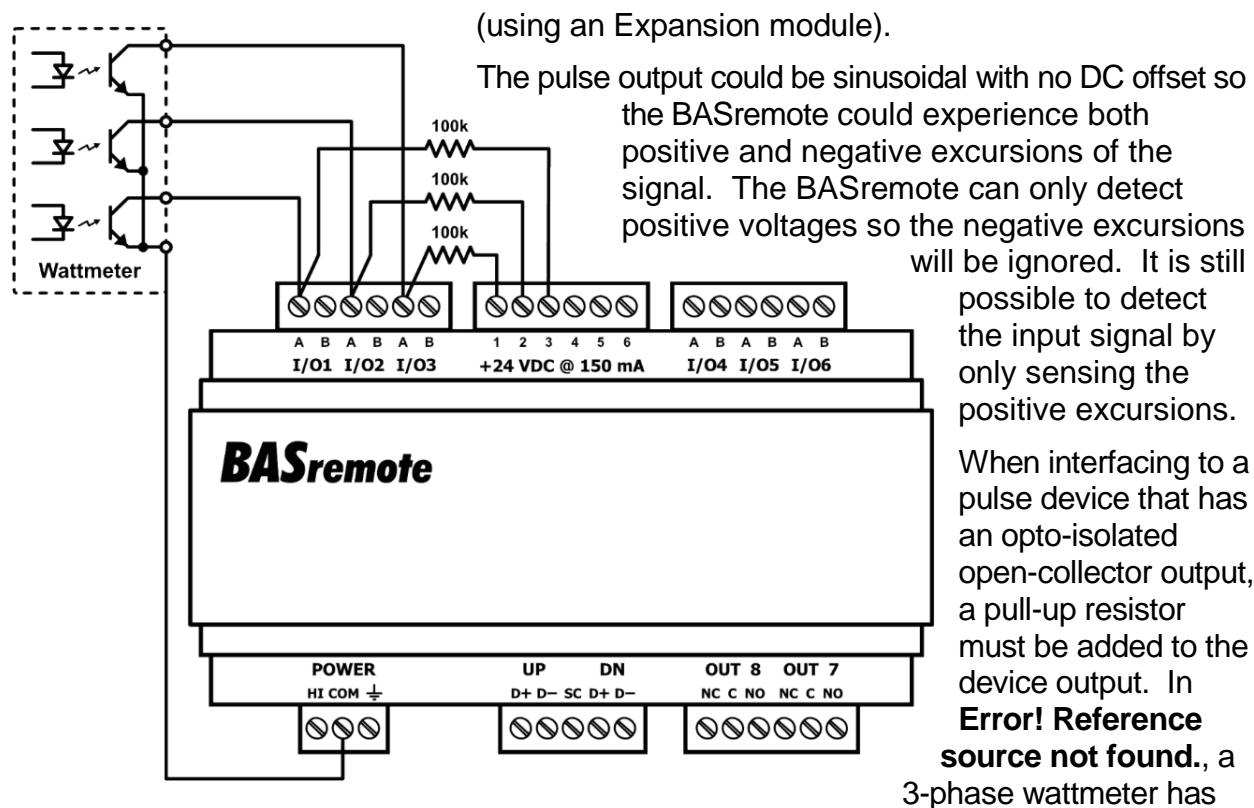 (using an Expansion module).
The pulse output could be sinusoidal with no DC offset so
the BASremote could experience both
positive and negative excursions of the
signal. The BASremote can only detect
positive voltages so the negative excursions
will be ignored. It is still
possible to detect
the input signal by
only sensing the
positive excursions.
When interfacing to a
pulse device that has
an opto-isolated
open-collector output,
a pull-up resistor
must be added to the
device output. In
Error! Reference
source not found., a
3-phase wattmeter has
100k
100k
100k
Wattmeter
A B A B A B
I/O1 I/O2 I/O3
1 2 3 4 5 6
+24 VDC @ 150 mA
A B A B A B
I/O4 I/O5 I/O6
BASremote
POWER
HI COM ⏚
UP DN
D+ D− SC D+ D−
OUT 8 OUT 7
NC C NO NC C NO